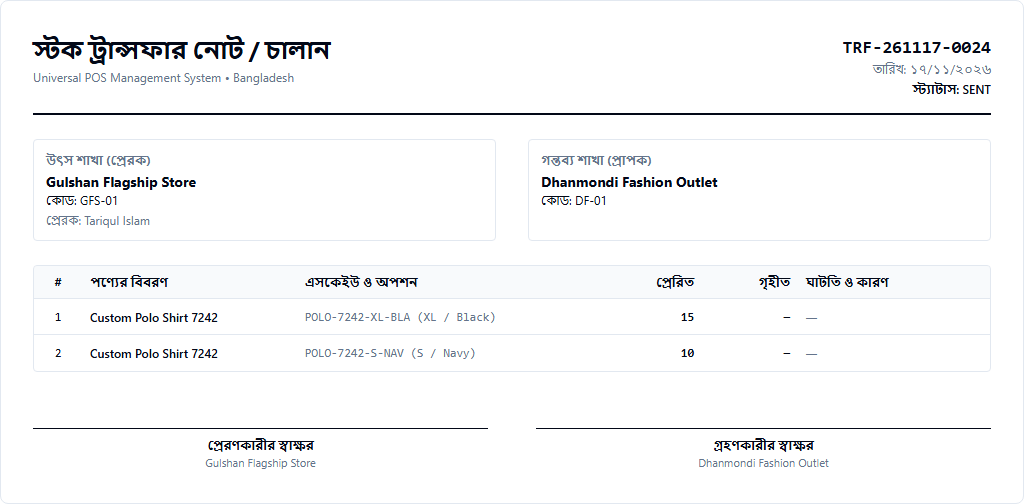 স্টক ট্রান্সফার নোট / চালান
Universal POS Management System • Bangladesh
TRF-261117-0024
তারিখ: ১৭/১১/২০২৬
স্ট্যাটাস: SENT
উৎস শাখা (প্রেরক)
Gulshan Flagship Store
কোড: GFS-01
প্রেরক: Tariqul Islam
গন্তব্য শাখা (প্রাপক)
Dhanmondi Fashion Outlet
কোড: DF-01
# পণ্যের বিবরণ এসকেইউ ও অপশন প্রেরিত গৃহীত ঘাটতি ও কারণ
1 Custom Polo Shirt 7242 POLO-7242-XL-BLA (XL / Black) 15 – —
2 Custom Polo Shirt 7242 POLO-7242-S-NAV (S / Navy) 10 – —
প্রেরণকারীর স্বাক্ষর
Gulshan Flagship Store
গ্রহণকারীর স্বাক্ষর
Dhanmondi Fashion Outlet